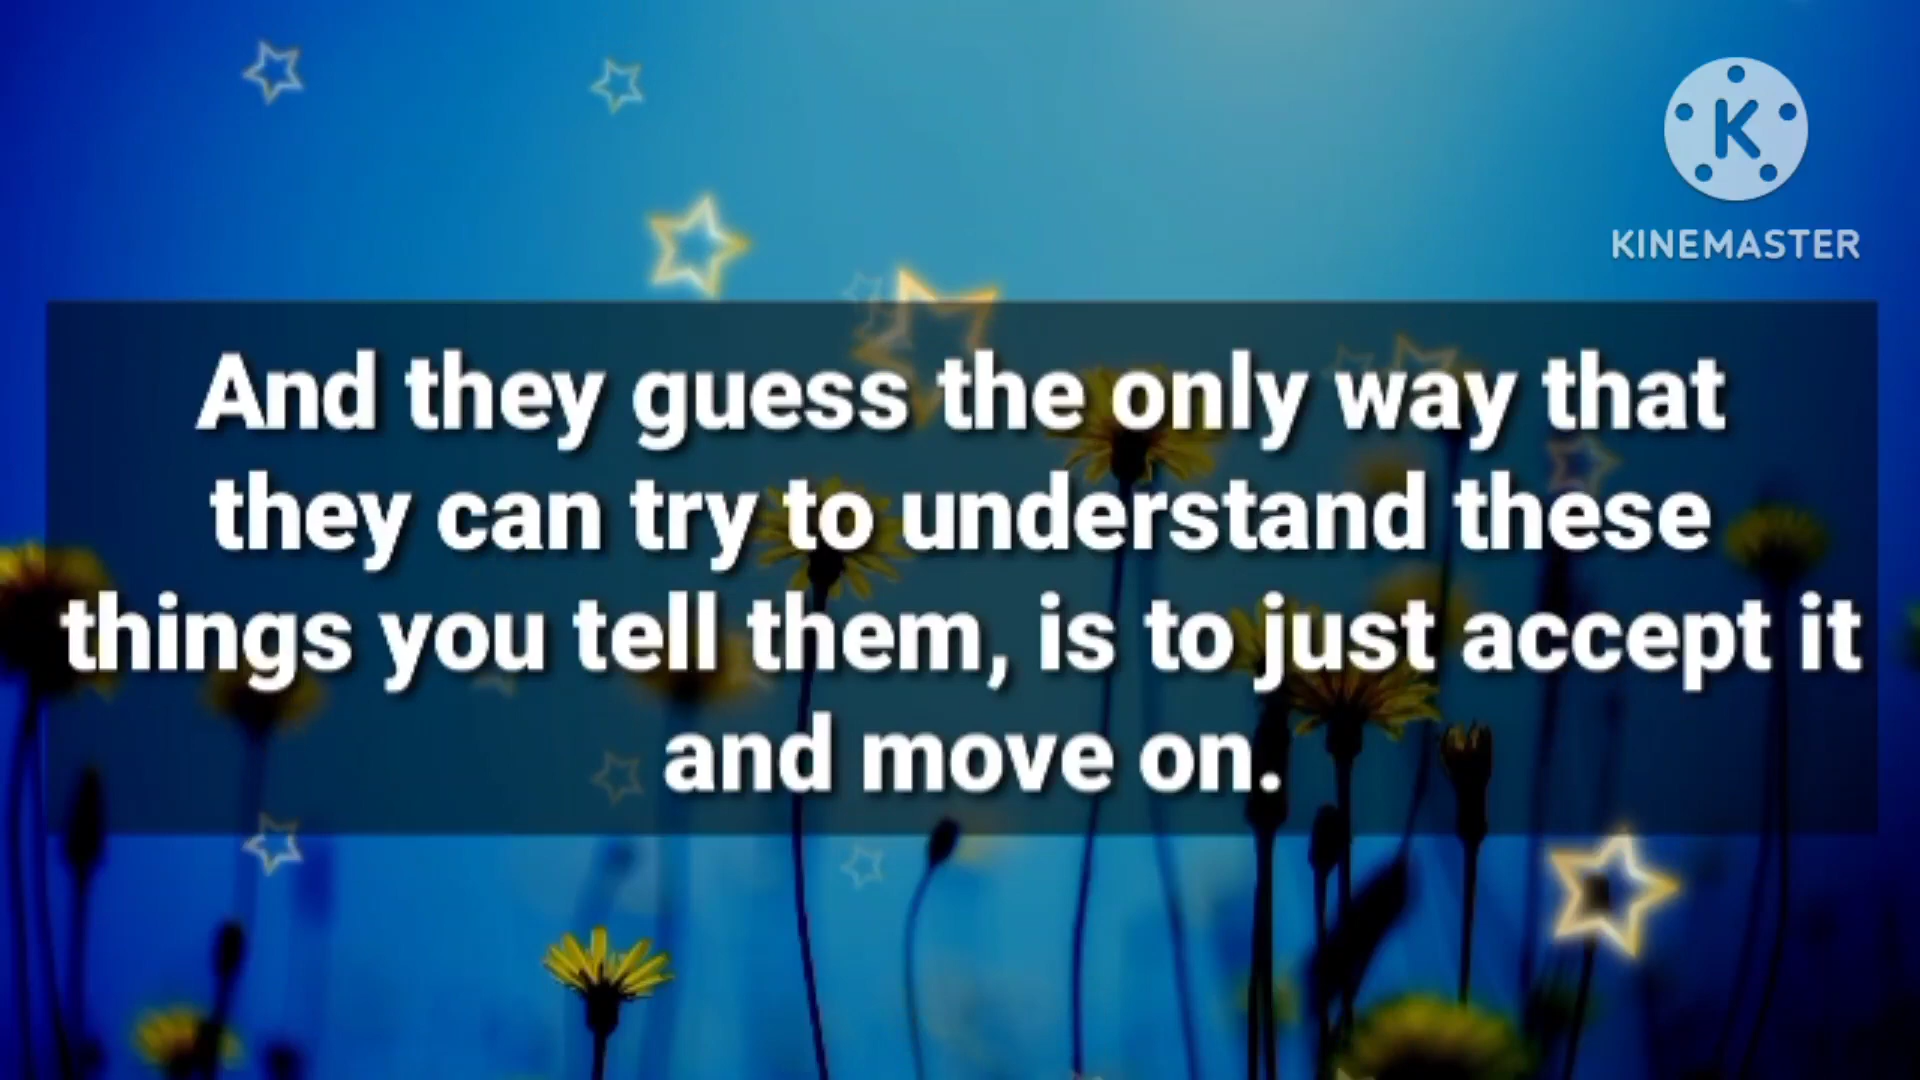 K
KINEMASTER
And they guess the only way that
they can try to understand these
things you tell them, is to just accept it
and move on.